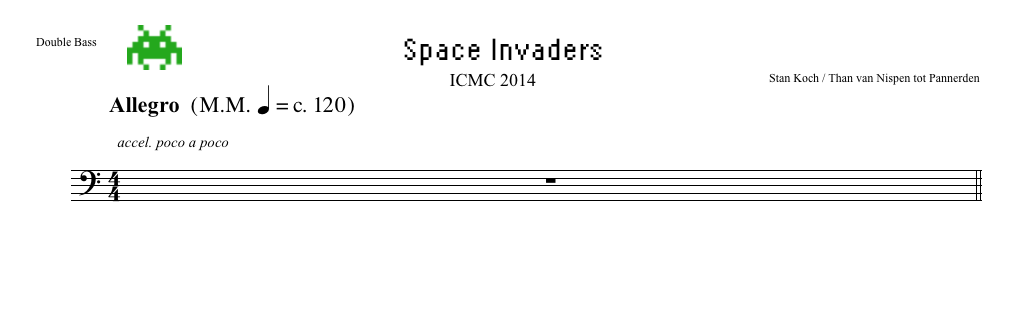 Double Bass
Space Invaders
ICMC 2014
Stan Koch / Than van Nispen tot Pannerden
Allegro (M.M. ♩ = c. 120)
accel. poco a poco
4
4